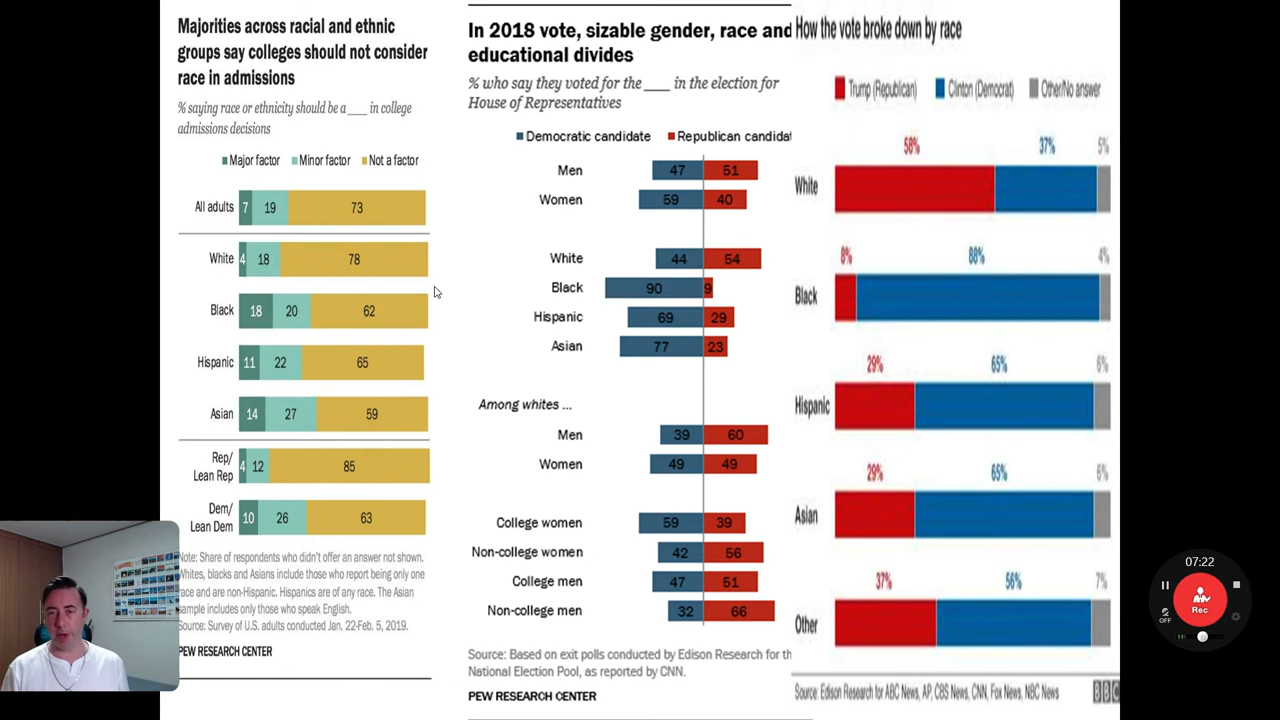 Majorities across racial and ethnic
groups say colleges should not consider
race in admissions
% saying race or ethnicity should be a ___ in college
admissions decisions
Major factor Minor factor Not a factor
All adults 7 19 73
White 4 18 78
Black 18 20 62
Hispanic 11 22 65
Asian 14 27 59
Rep/
Lean Rep 4 12 85
Dem/
Lean Dem 10 26 63
Note: Share of respondents who didn't offer an answer not shown.
Whites, blacks and Asians include those who report being only one
race and are non-Hispanic. Hispanics are of any race. The Asian
sample includes only those who speak English.
Source: Survey of U.S. adults conducted Jan. 22-Feb. 5, 2019.
PEW RESEARCH CENTER
In 2018 vote, sizable gender, race and
educational divides
% who say they voted for the ___ in the election for
House of Representatives
Democratic candidate Republican candidat
Men 47 51
Women 59 40
White 44 54
Black 90 9
Hispanic 69 29
Asian 77 23
Among whites ...
Men 39 60
Women 49 49
College women 59 39
Non-college women 42 56
College men 47 51
Non-college men 32 66
Source: Based on exit polls conducted by Edison Research for th
National Election Pool, as reported by CNN.
PEW RESEARCH CENTER
How the vote broke down by race
Trump (Republican) Clinton (Democrat) Other/No answer
58% 37% 5%
White
8% 88% 4%
Black
29% 65% 6%
Hispanic
29% 65% 6%
Asian
37% 56% 7%
Other
Source: Edison Research for ABC News, AP, CBS News, CNN, Fox News, NBC News
BBC
07:22
Rec
OFF